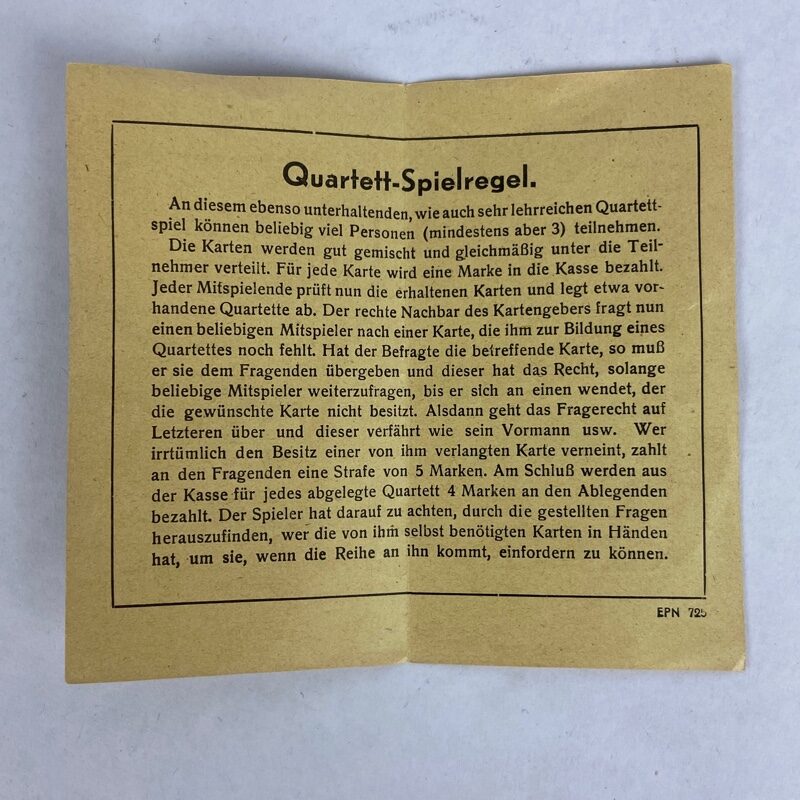 Quartett-Spielregel.
An diesem ebenso unterhaltenden, wie auch sehr lehrreichen Quartett-
spiel können beliebig viel Personen (mindestens aber 3) teilnehmen.
Die Karten werden gut gemischt und gleichmäßig unter die Teil-
nehmer verteilt. Für jede Karte wird eine Marke in die Kasse bezahlt.
Jeder Mitspielende prüft nun die erhaltenen Karten und legt etwa vor-
handene Quartette ab. Der rechte Nachbar des Kartengebers fragt nun
einen beliebigen Mitspieler nach einer Karte, die ihm zur Bildung eines
Quartettes noch fehlt. Hat der Befragte die betreffende Karte, so muß
er sie dem Fragenden übergeben und dieser hat das Recht, solange
beliebige Mitspieler weiterzufragen, bis er sich an einen wendet, der
die gewünschte Karte nicht besitzt. Alsdann geht das Fragerecht auf
Letzteren über und dieser verfährt wie sein Vormann usw. Wer
irrtümlich den Besitz einer von ihm verlangten Karte verneint, zahlt
an den Fragenden eine Strafe von 5 Marken. Am Schluß werden aus
der Kasse für jedes abgelegte Quartett 4 Marken an den Ablegenden
bezahlt. Der Spieler hat darauf zu achten, durch die gestellten Fragen
herauszufinden, wer die von ihm selbst benötigten Karten in Händen
hat, um sie, wenn die Reihe an ihn kommt, einfordern zu können.
EPN 725